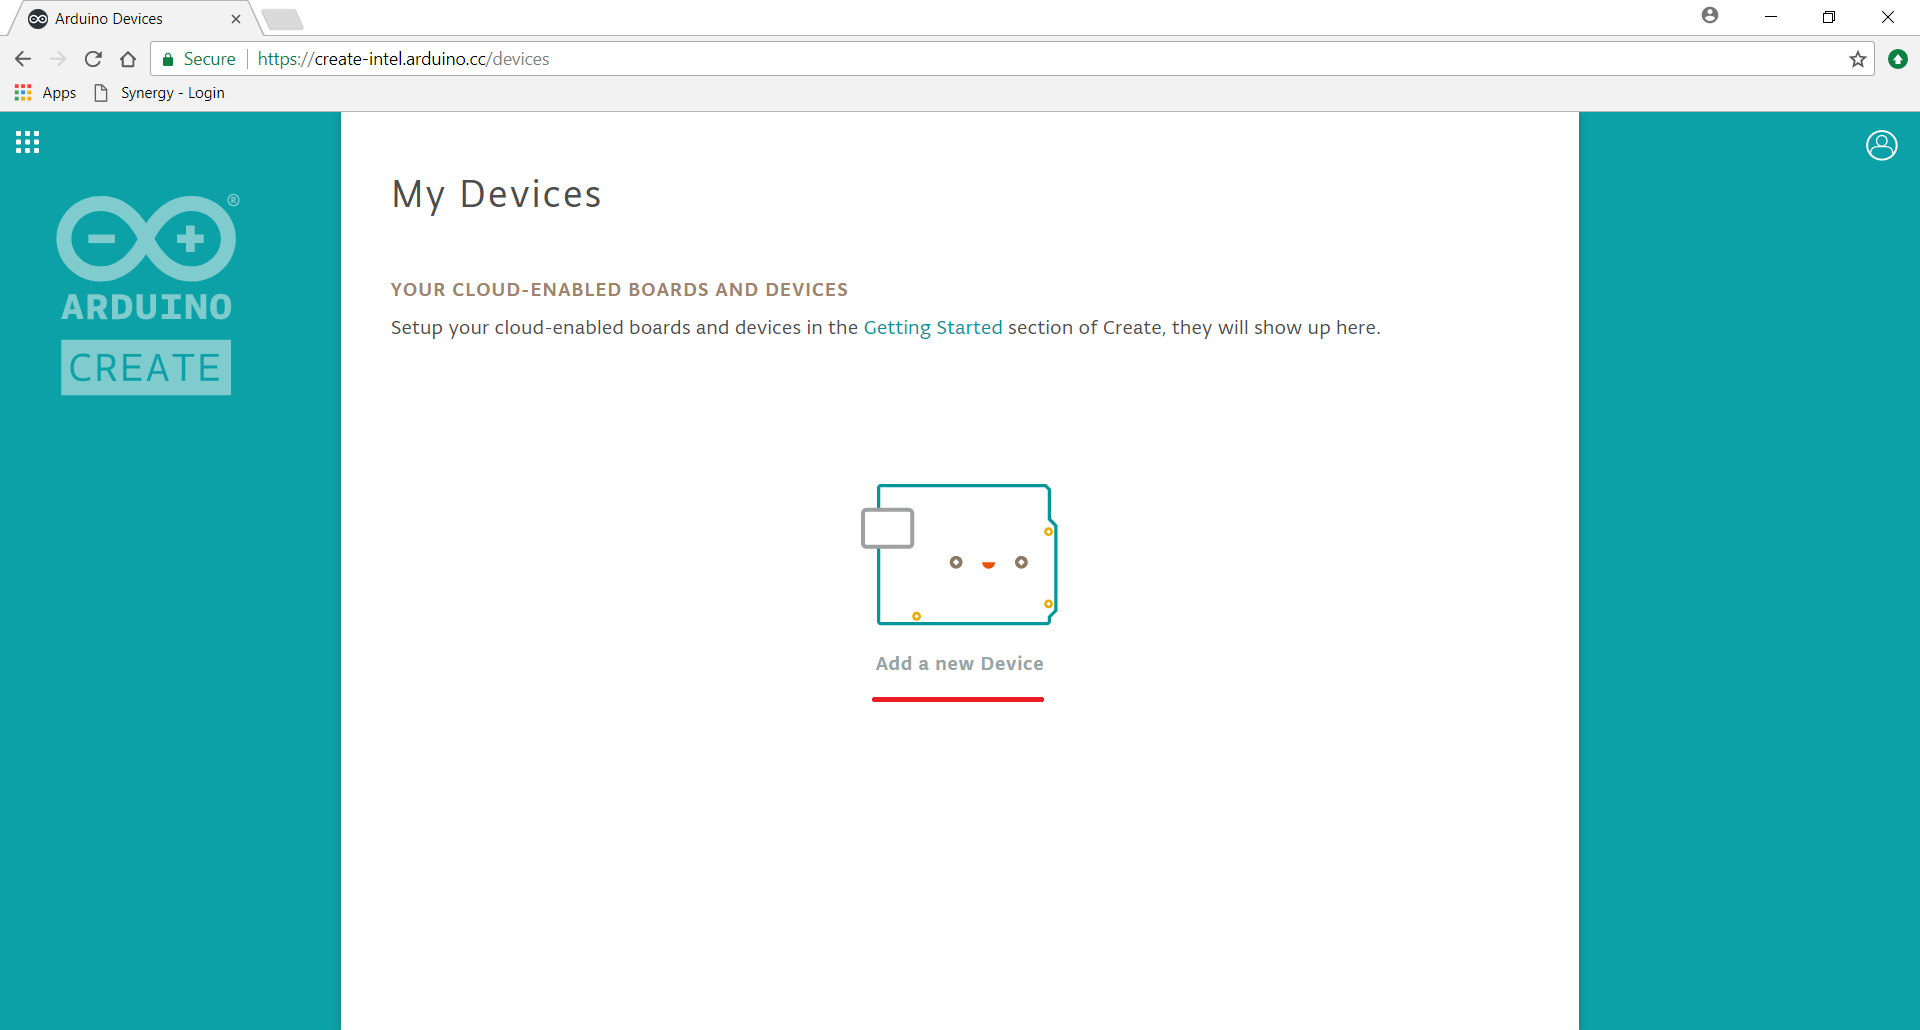 Arduino Devices
Secure
https://create-intel.arduino.cc/devices
Apps
Synergy - Login
®
ARDUINO
CREATE
My Devices
YOUR CLOUD-ENABLED BOARDS AND DEVICES
Setup your cloud-enabled boards and devices in the Getting Started section of Create, they will show up here.
Add a new Device